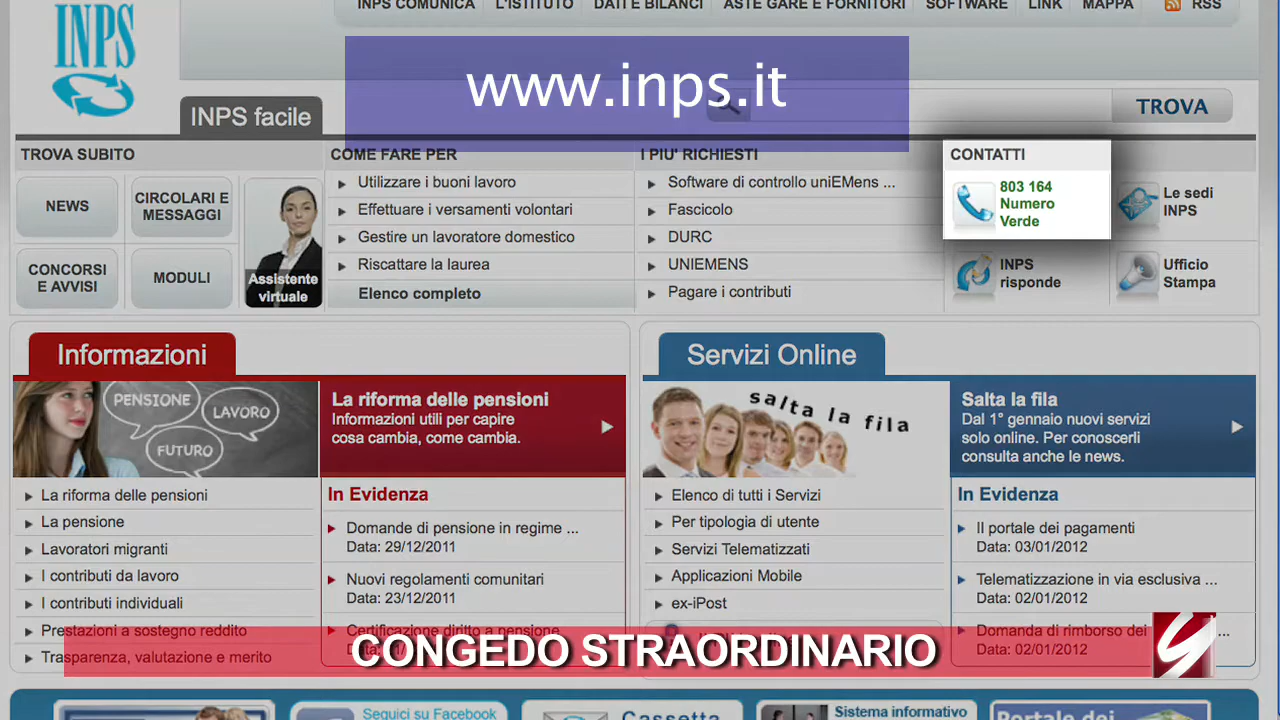 INPS COMUNICA L'ISTITUTO DATI E BILANCI ASTE GARE E FORNITORI SOFTWARE LINK MAPPA RSS
INPS
www.inps.it
INPS facile
TROVA
TROVA SUBITO
NEWS
CIRCOLARI E
MESSAGGI
CONCORSI
E AVVISI
MODULI
Assistente
virtuale
COME FARE PER
Utilizzare i buoni lavoro
Effettuare i versamenti volontari
Gestire un lavoratore domestico
Riscattare la laurea
Elenco completo
I PIU' RICHIESTI
Software di controllo uniEMens ...
Fascicolo
DURC
UNIEMENS
Pagare i contributi
CONTATTI
803 164
Numero
Verde
Le sedi
INPS
INPS
risponde
Ufficio
Stampa
Informazioni
PENSIONE
LAVORO
FUTURO
La riforma delle pensioni
Informazioni utili per capire
cosa cambia, come cambia.
La riforma delle pensioni
La pensione
Lavoratori migranti
I contributi da lavoro
I contributi individuali
Prestazioni a sostegno reddito
Trasparenza, valutazione e merito
In Evidenza
Domande di pensione in regime ...
Data: 29/12/2011
Nuovi regolamenti comunitari
Data: 23/12/2011
Certificazione diritto a pensione
Servizi Online
salta la fila
Salta la fila
Dal 1° gennaio nuovi servizi
solo online. Per conoscerli
consulta anche le news.
Elenco di tutti i Servizi
Per tipologia di utente
Servizi Telematizzati
Applicazioni Mobile
ex-iPost
In Evidenza
Il portale dei pagamenti
Data: 03/01/2012
Telematizzazione in via esclusiva ...
Data: 02/01/2012
Domanda di rimborso dei ...
Data: 02/01/2012
CONGEDO STRAORDINARIO
Seguici su Facebook
Cassetta
Sistema informativo
Portale dei